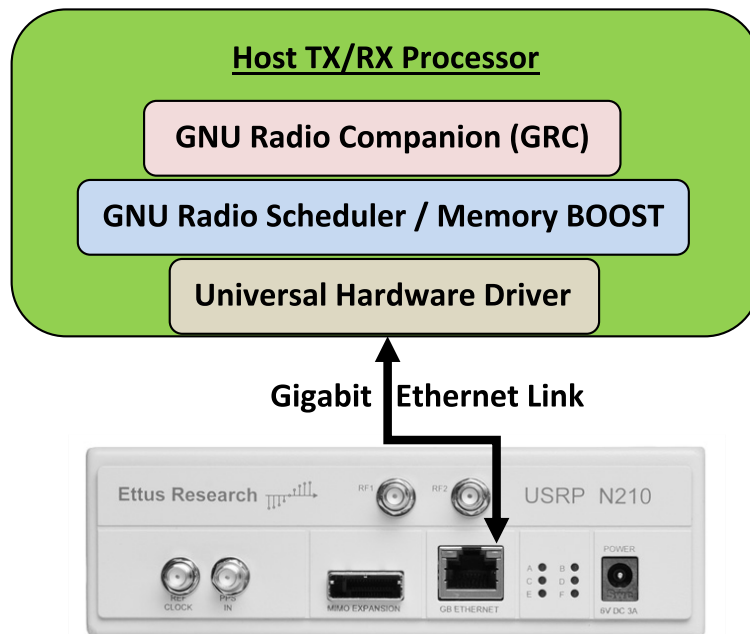 Host TX/RX Processor
GNU Radio Companion (GRC)
GNU Radio Scheduler / Memory BOOST
Universal Hardware Driver
Gigabit Ethernet Link
Ettus Research
RF1
RF2
USRP N210
REF
CLOCK
PPS
IN
MIMO EXPANSION
GB ETHERNET
A B
C D
E F
POWER
6V DC 3A